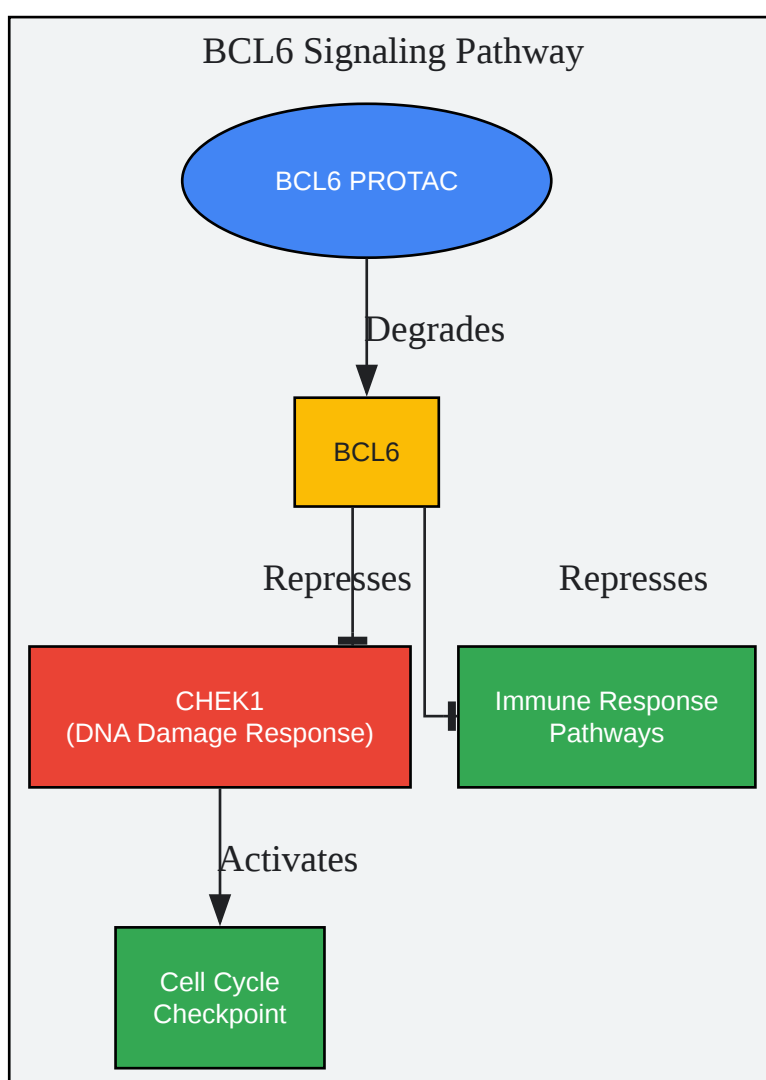 BCL6 Signaling Pathway
BCL6 PROTAC
Degrades
BCL6
Represses
Represses
CHEK1
(DNA Damage Response)
Immune Response
Pathways
Activates
Cell Cycle
Checkpoint